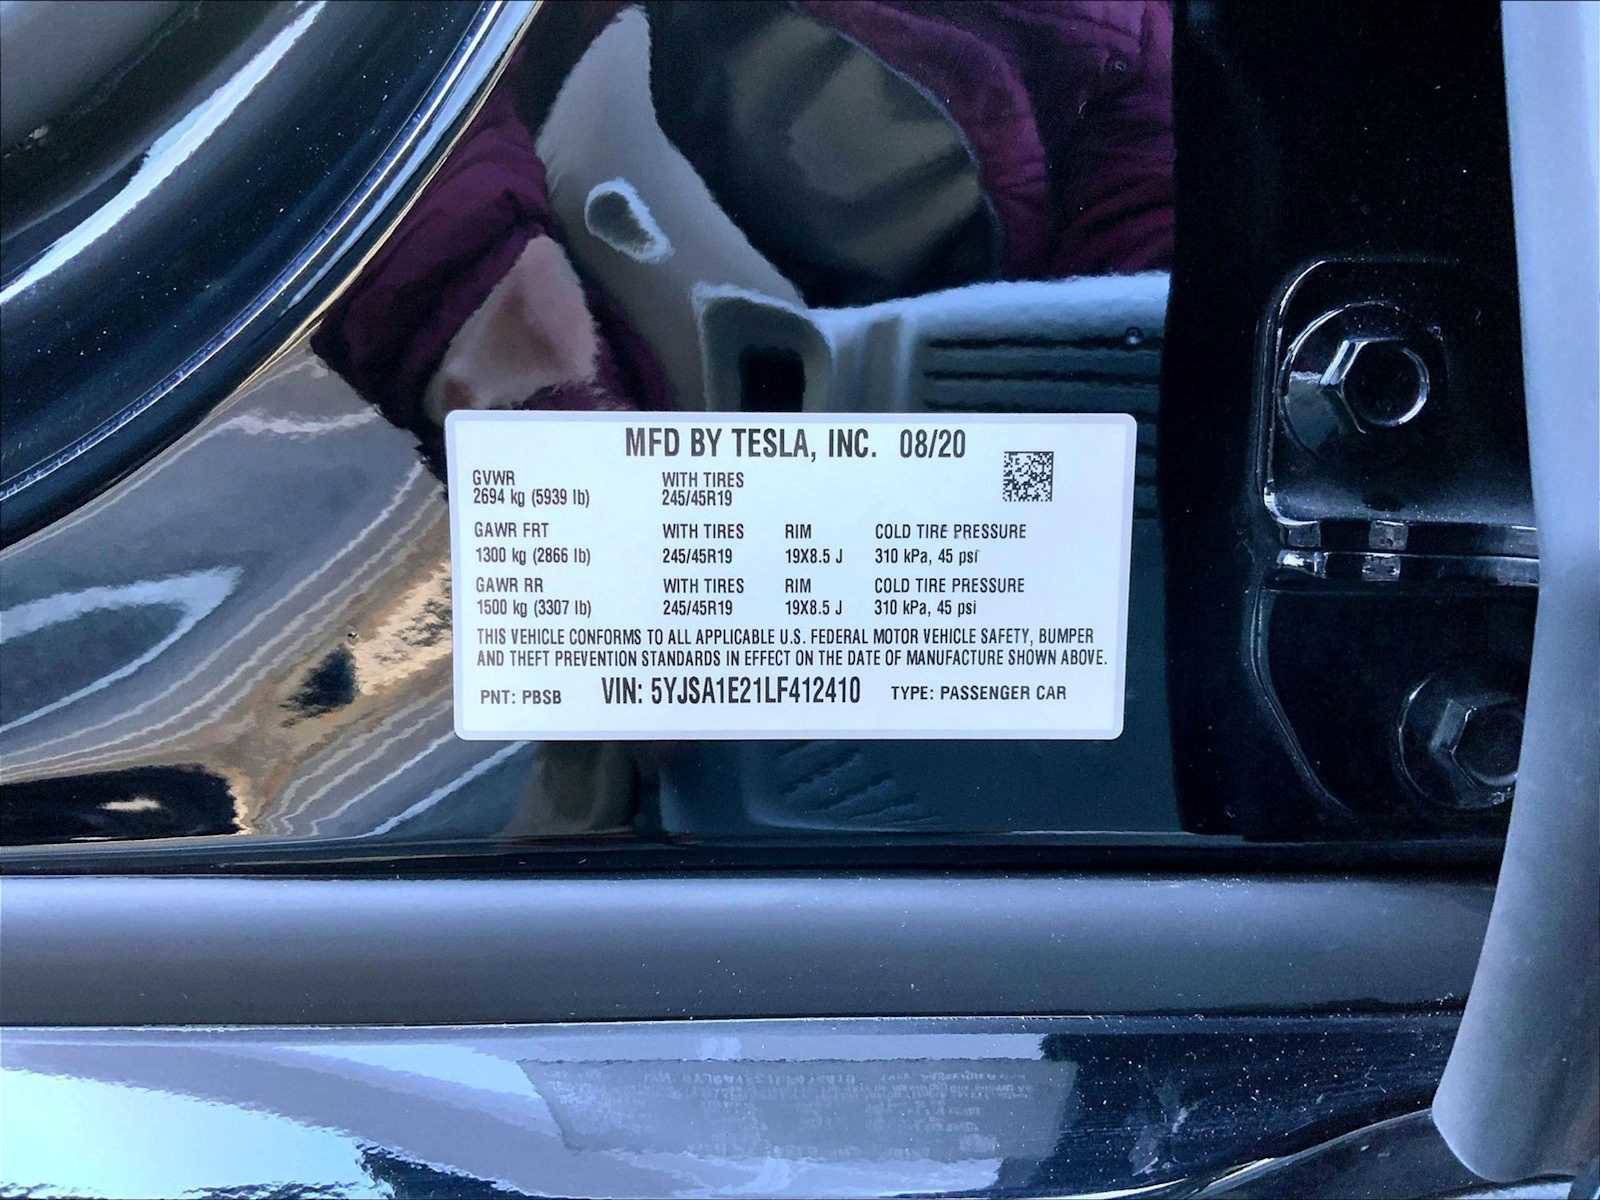 MFD BY TESLA, INC. 08/20
GVWR WITH TIRES
2694 kg (5939 lb) 245/45R19
GAWR FRT WITH TIRES RIM COLD TIRE PRESSURE
1300 kg (2866 lb) 245/45R19 19X8.5 J 310 kPa, 45 psi
GAWR RR WITH TIRES RIM COLD TIRE PRESSURE
1500 kg (3307 lb) 245/45R19 19X8.5 J 310 kPa, 45 psi
THIS VEHICLE CONFORMS TO ALL APPLICABLE U.S. FEDERAL MOTOR VEHICLE SAFETY, BUMPER
AND THEFT PREVENTION STANDARDS IN EFFECT ON THE DATE OF MANUFACTURE SHOWN ABOVE.
PNT: PBSB VIN: 5YJSA1E21LF412410 TYPE: PASSENGER CAR